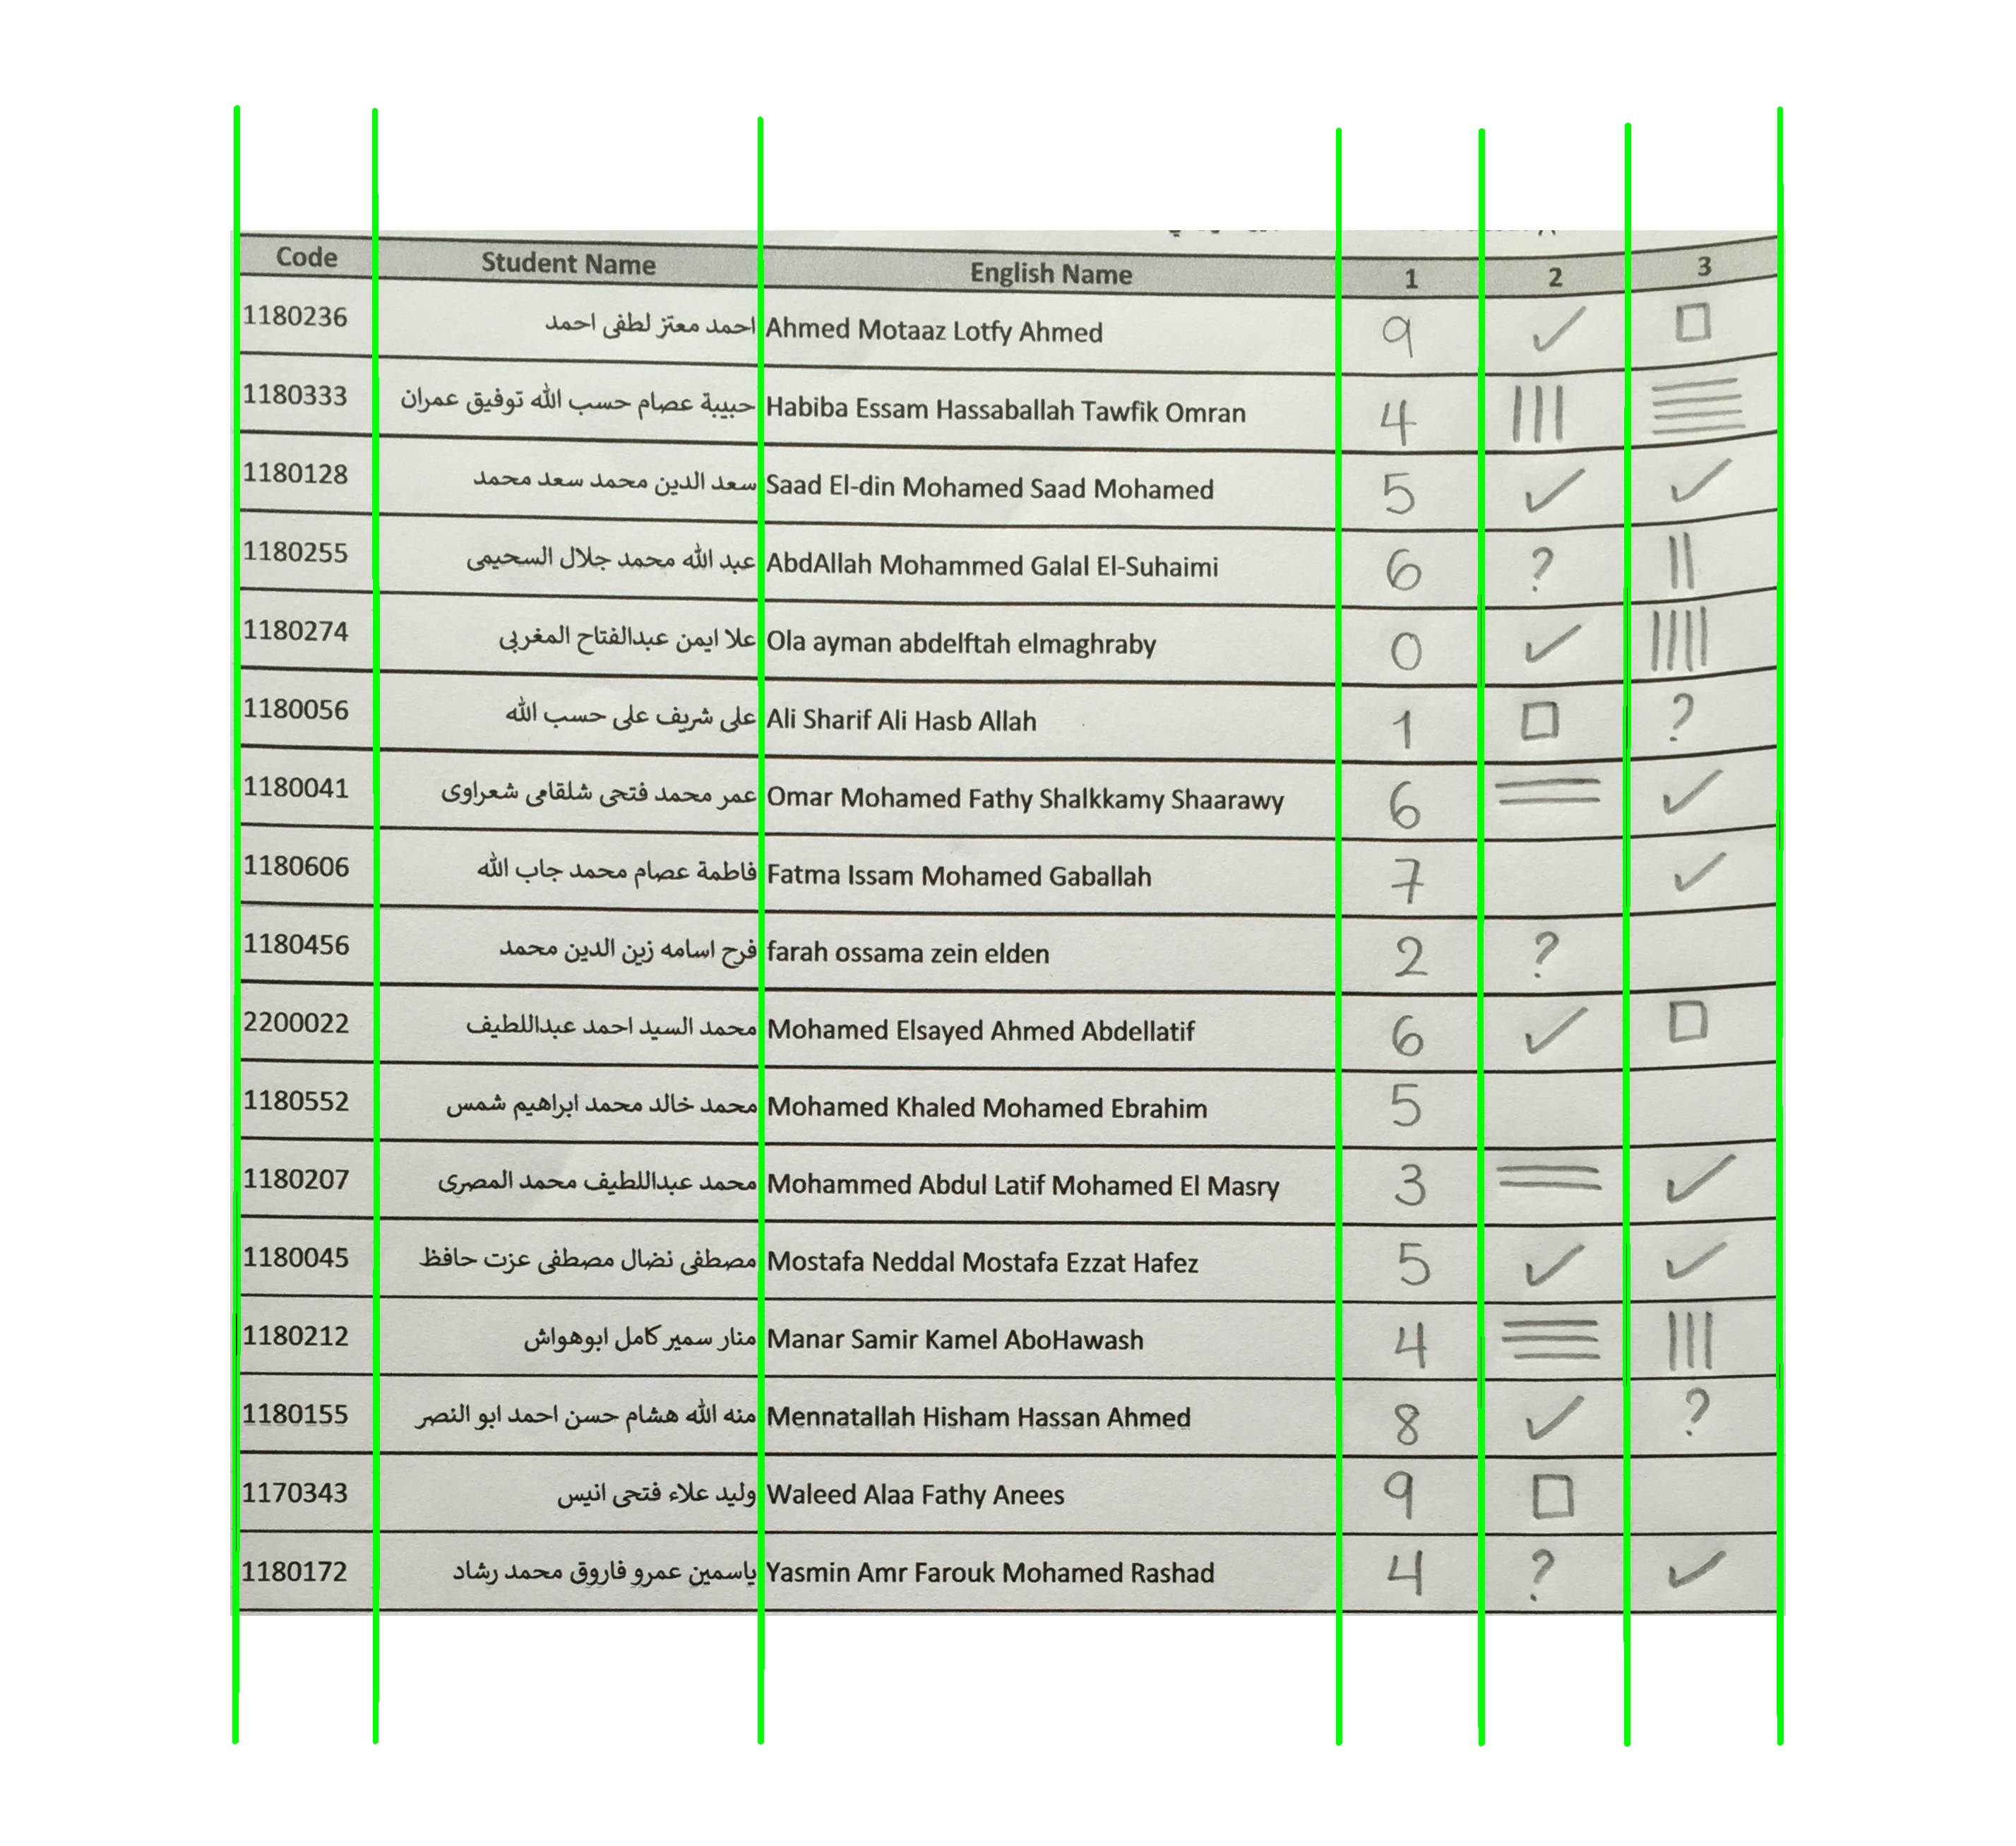 Code Student Name English Name 1 2 3
1180236 احمد معتز لطفى احمد Ahmed Motaaz Lotfy Ahmed 9 ✓ □
1180333 حبيبة عصام حسب الله توفيق عمران Habiba Essam Hassaballah Tawfik Omran 4 |||
1180128 سعد الدين محمد سعد محمد Saad El-din Mohamed Saad Mohamed 5 ✓ ✓
1180255 عبد الله محمد جلال السحيمى AbdAllah Mohammed Galal El-Suhaimi 6 ? ||
1180274 علا ايمن عبدالفتاح المغربى Ola ayman abdelftah elmaghraby 0 ✓ ||||
1180056 على شريف على حسب الله Ali Sharif Ali Hasb Allah 1 □ ?
1180041 عمر محمد فتحى شلقامى شعراوى Omar Mohamed Fathy Shalkkamy Shaarawy 6 = ✓
1180606 فاطمة عصام محمد جاب الله Fatma Issam Mohamed Gaballah 7 ✓
1180456 فرح اسامه زين الدين محمد farah ossama zein elden 2 ?
2200022 محمد السيد احمد عبداللطيف Mohamed Elsayed Ahmed Abdellatif 6 ✓ □
1180552 محمد خالد محمد ابراهيم شمس Mohamed Khaled Mohamed Ebrahim 5
1180207 محمد عبداللطيف محمد المصرى Mohammed Abdul Latif Mohamed El Masry 3 = ✓
1180045 مصطفى نضال مصطفى عزت حافظ Mostafa Neddal Mostafa Ezzat Hafez 5 ✓ ✓
1180212 منار سمير كامل ابوهواش Manar Samir Kamel AboHawash 4 ≡ |||
1180155 منه الله هشام حسن احمد ابو النصر Mennatallah Hisham Hassan Ahmed 8 ✓ ?
1170343 وليد علاء فتحى انيس Waleed Alaa Fathy Anees 9 □
1180172 ياسمين عمرو فاروق محمد رشاد Yasmin Amr Farouk Mohamed Rashad 4 ? ✓